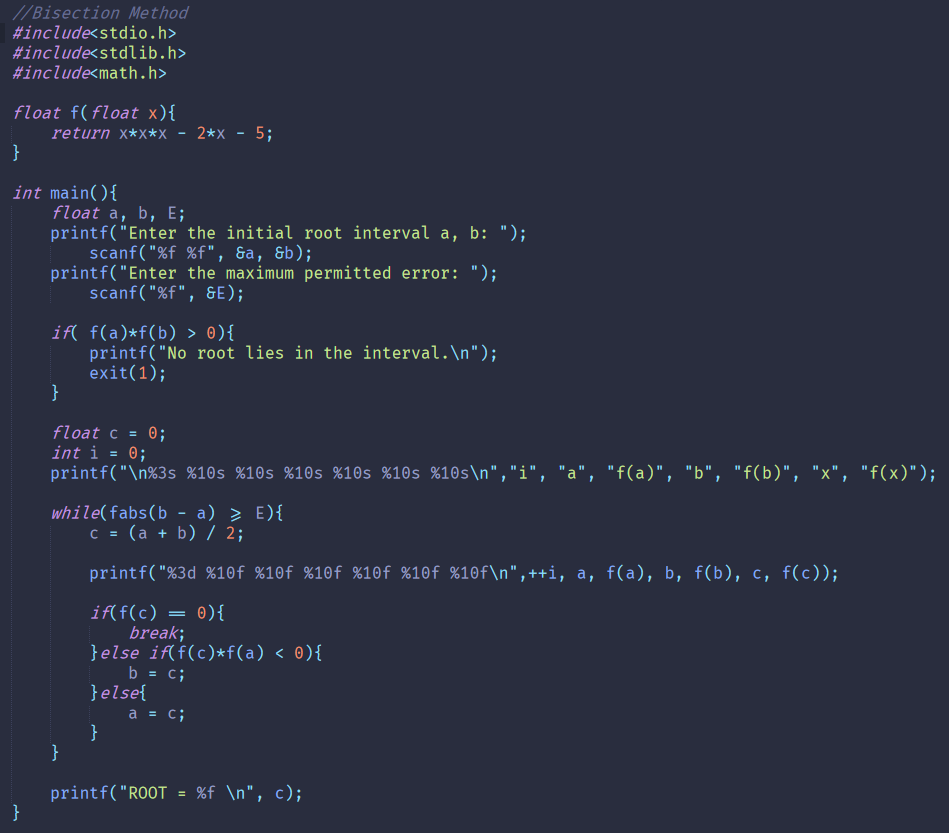 //Bisection Method
#include<stdio.h>
#include<stdlib.h>
#include<math.h>

float f(float x){
    return x*x*x - 2*x - 5;
}

int main(){
    float a, b, E;
    printf("Enter the initial root interval a, b: ");
        scanf("%f %f", &a, &b);
    printf("Enter the maximum permitted error: ");
        scanf("%f", &E);

    if( f(a)*f(b) > 0){
        printf("No root lies in the interval.\n");
        exit(1);
    }

    float c = 0;
    int i = 0;
    printf("\n%3s %10s %10s %10s %10s %10s %10s\n","i", "a", "f(a)", "b", "f(b)", "x", "f(x)");

    while(fabs(b - a) ⩾ E){
        c = (a + b) / 2;

        printf("%3d %10f %10f %10f %10f %10f %10f\n",++i, a, f(a), b, f(b), c, f(c));

        if(f(c) == 0){
            break;
        }else if(f(c)*f(a) < 0){
            b = c;
        }else{
            a = c;
        }
    }

    printf("ROOT = %f \n", c);
}